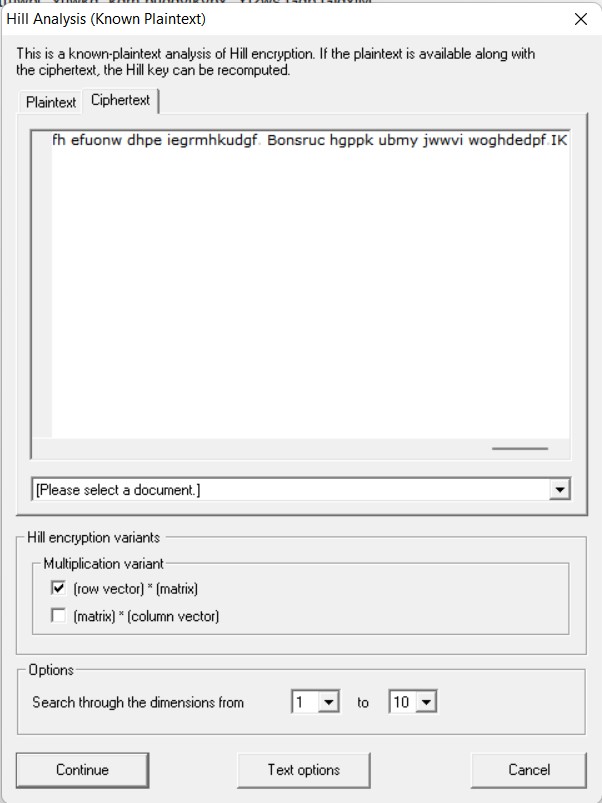 Hill Analysis (Known Plaintext)
This is a known-plaintext analysis of Hill encryption. If the plaintext is available along with
the ciphertext, the Hill key can be recomputed.
Plaintext Ciphertext
fh efuonw dhpe iegrmhkudgf. Bonsruc hgppk ubmy jwwvi woghdedpf.IK
[Please select a document.]
Hill encryption variants
Multiplication variant
(row vector) * (matrix)
(matrix) * (column vector)
Options
Search through the dimensions from 1 to 10
Continue Text options Cancel